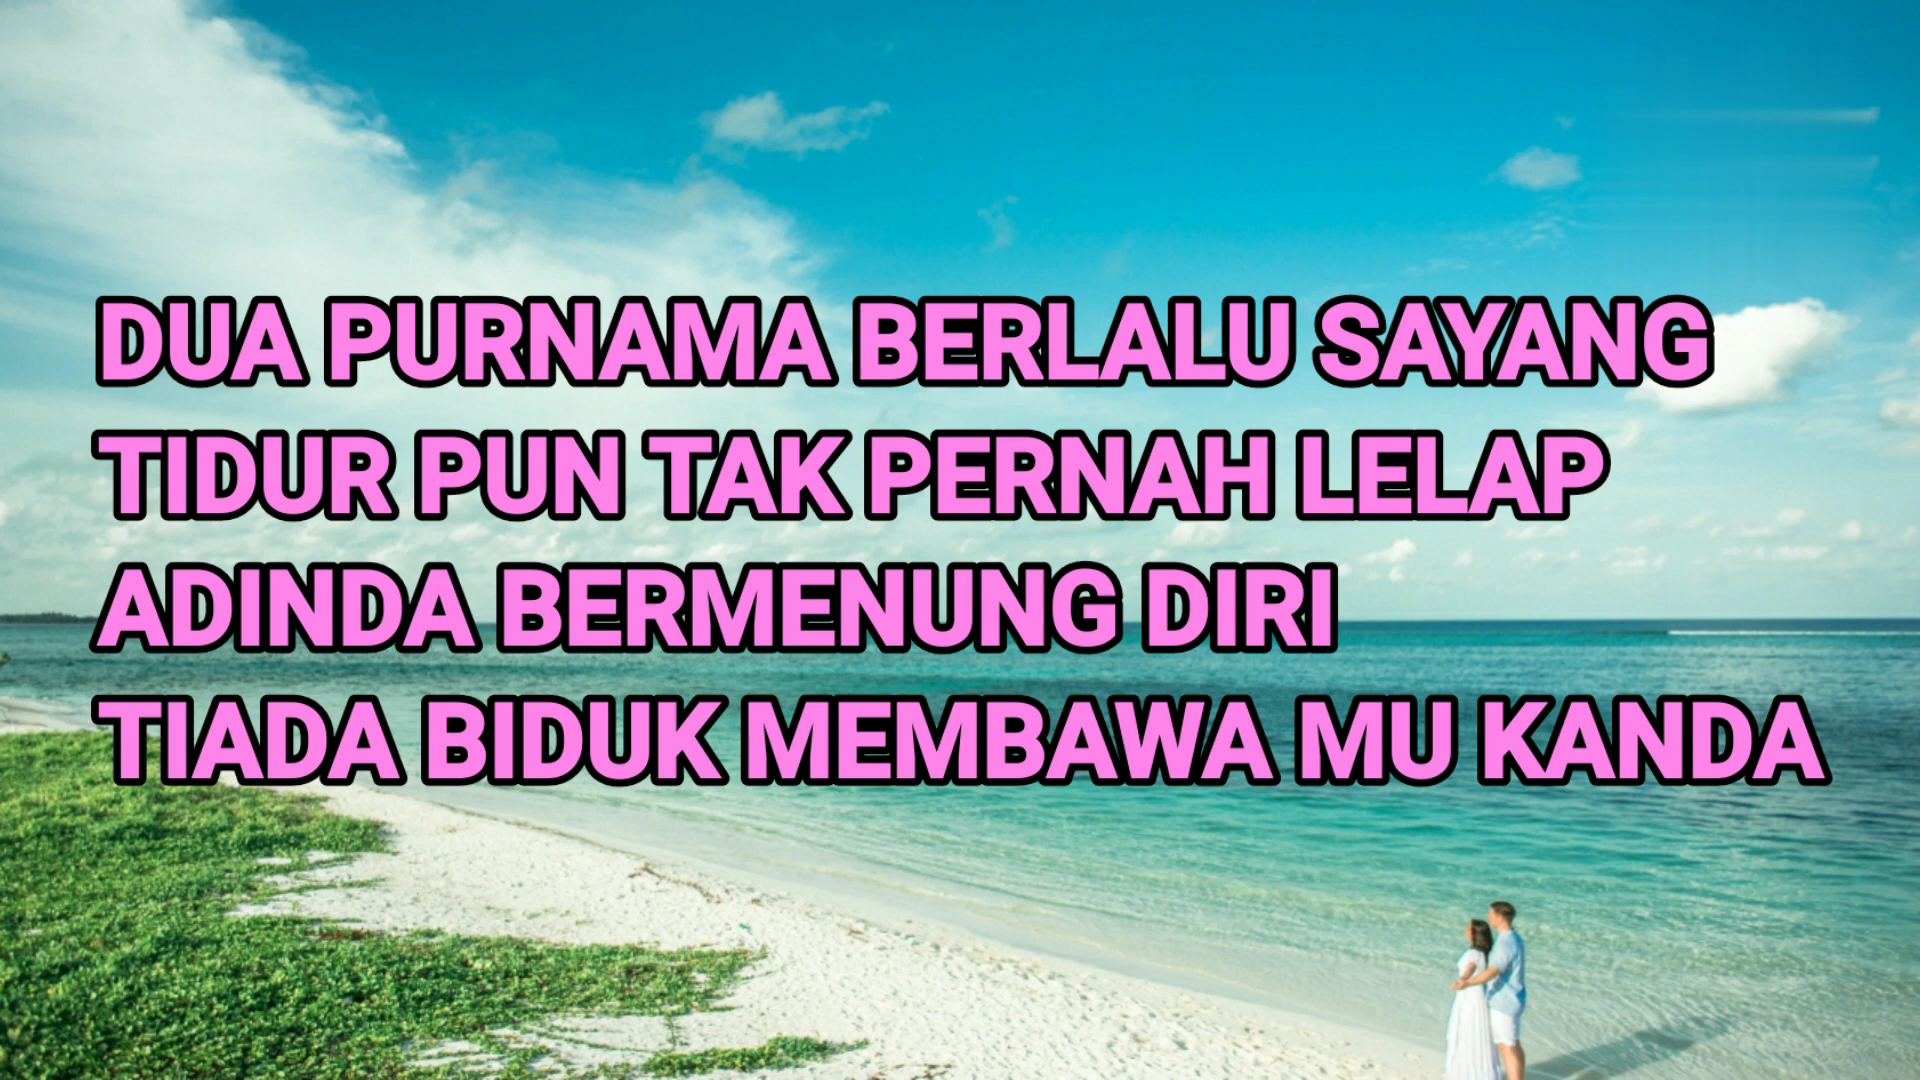 DUA PURNAMA BERLALU SAYANG
TIDUR PUN TAK PERNAH LELAP
ADINDA BERMENUNG DIRI
TIADA BIDUK MEMBAWA MU KANDA